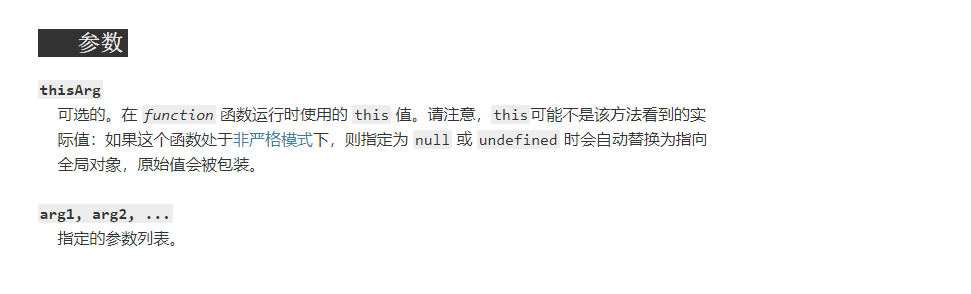 参数
thisArg
可选的。在 function 函数运行时使用的 this 值。请注意，this可能不是该方法看到的实
际值：如果这个函数处于非严格模式下，则指定为 null 或 undefined 时会自动替换为指向
全局对象，原始值会被包装。
arg1, arg2, ...
指定的参数列表。